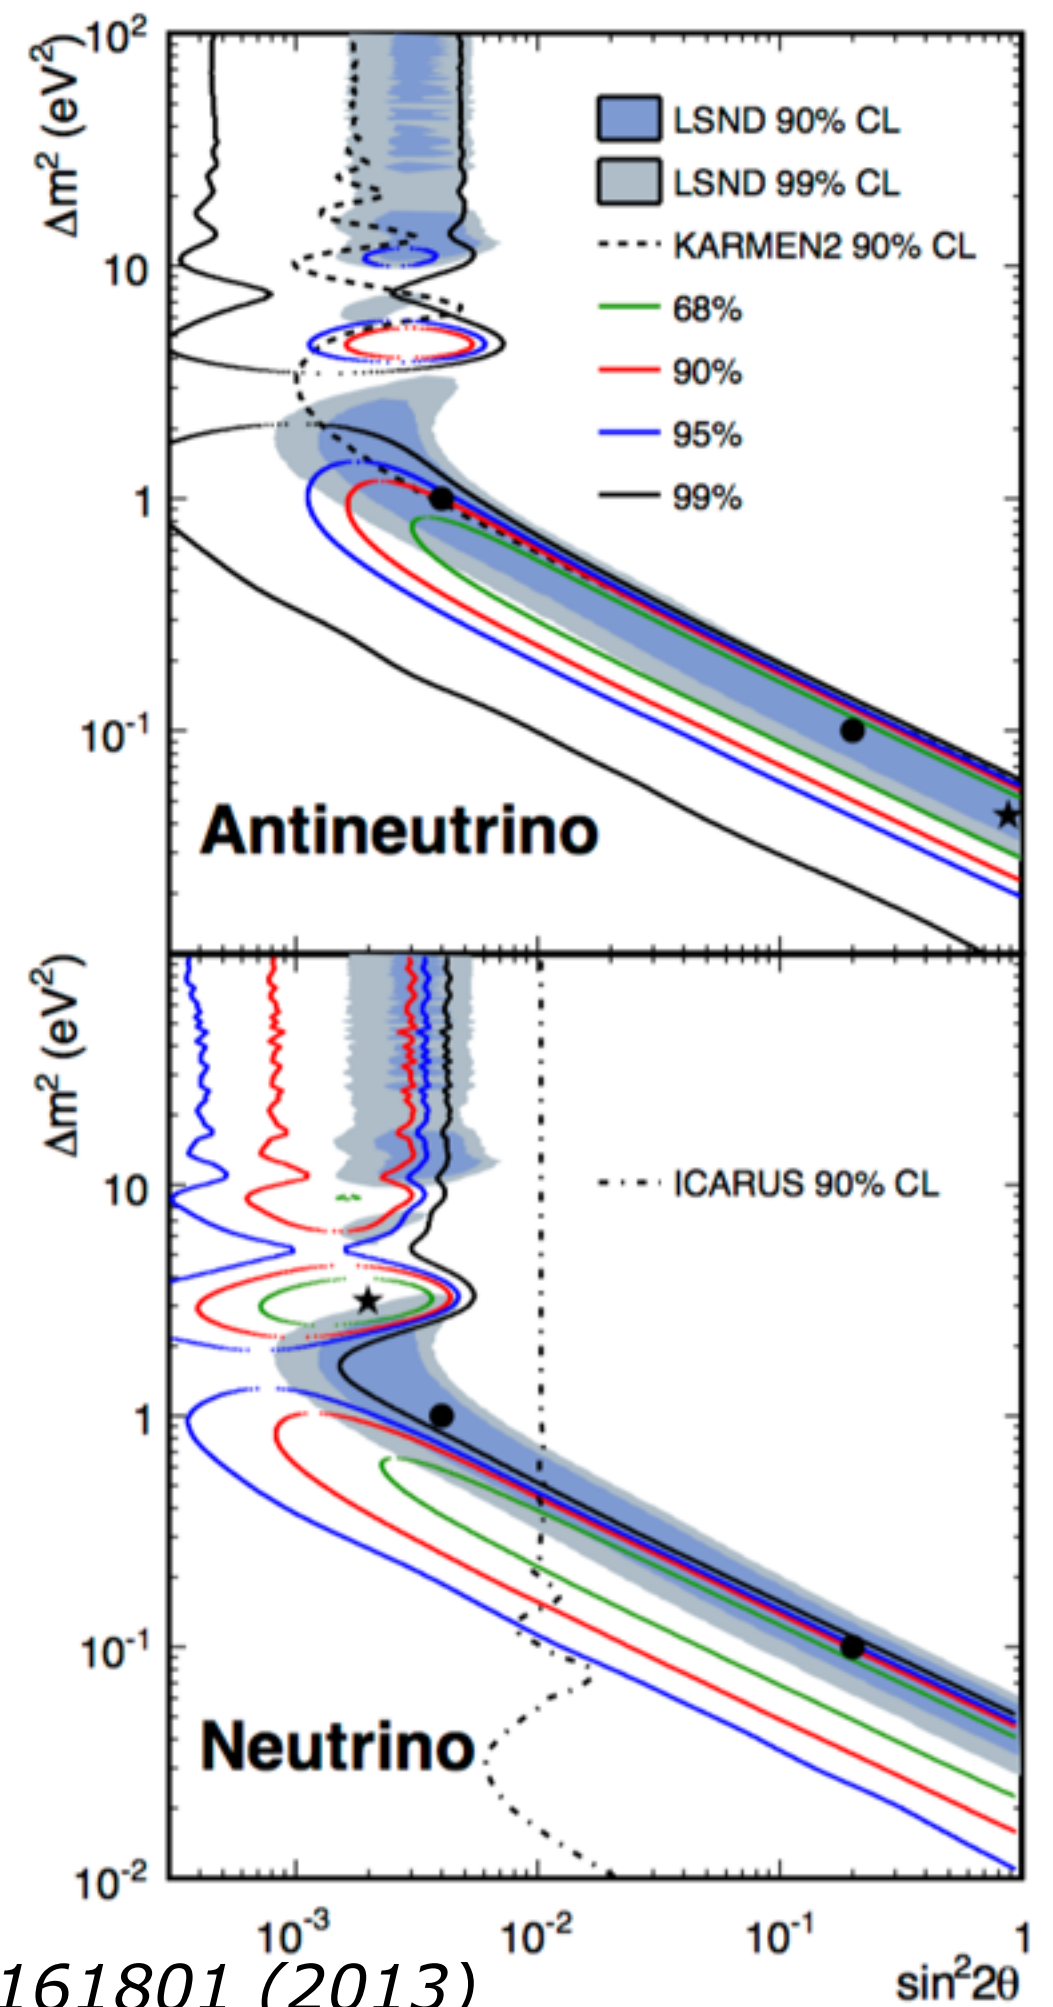 Δm² (eV²)
10²
10
1
10⁻¹
LSND 90% CL
LSND 99% CL
KARMEN2 90% CL
68%
90%
95%
99%
Antineutrino
Δm² (eV²)
10
1
10⁻¹
10⁻²
ICARUS 90% CL
Neutrino
10⁻³ 10⁻² 10⁻¹ 1
sin²2θ
161801 (2013)